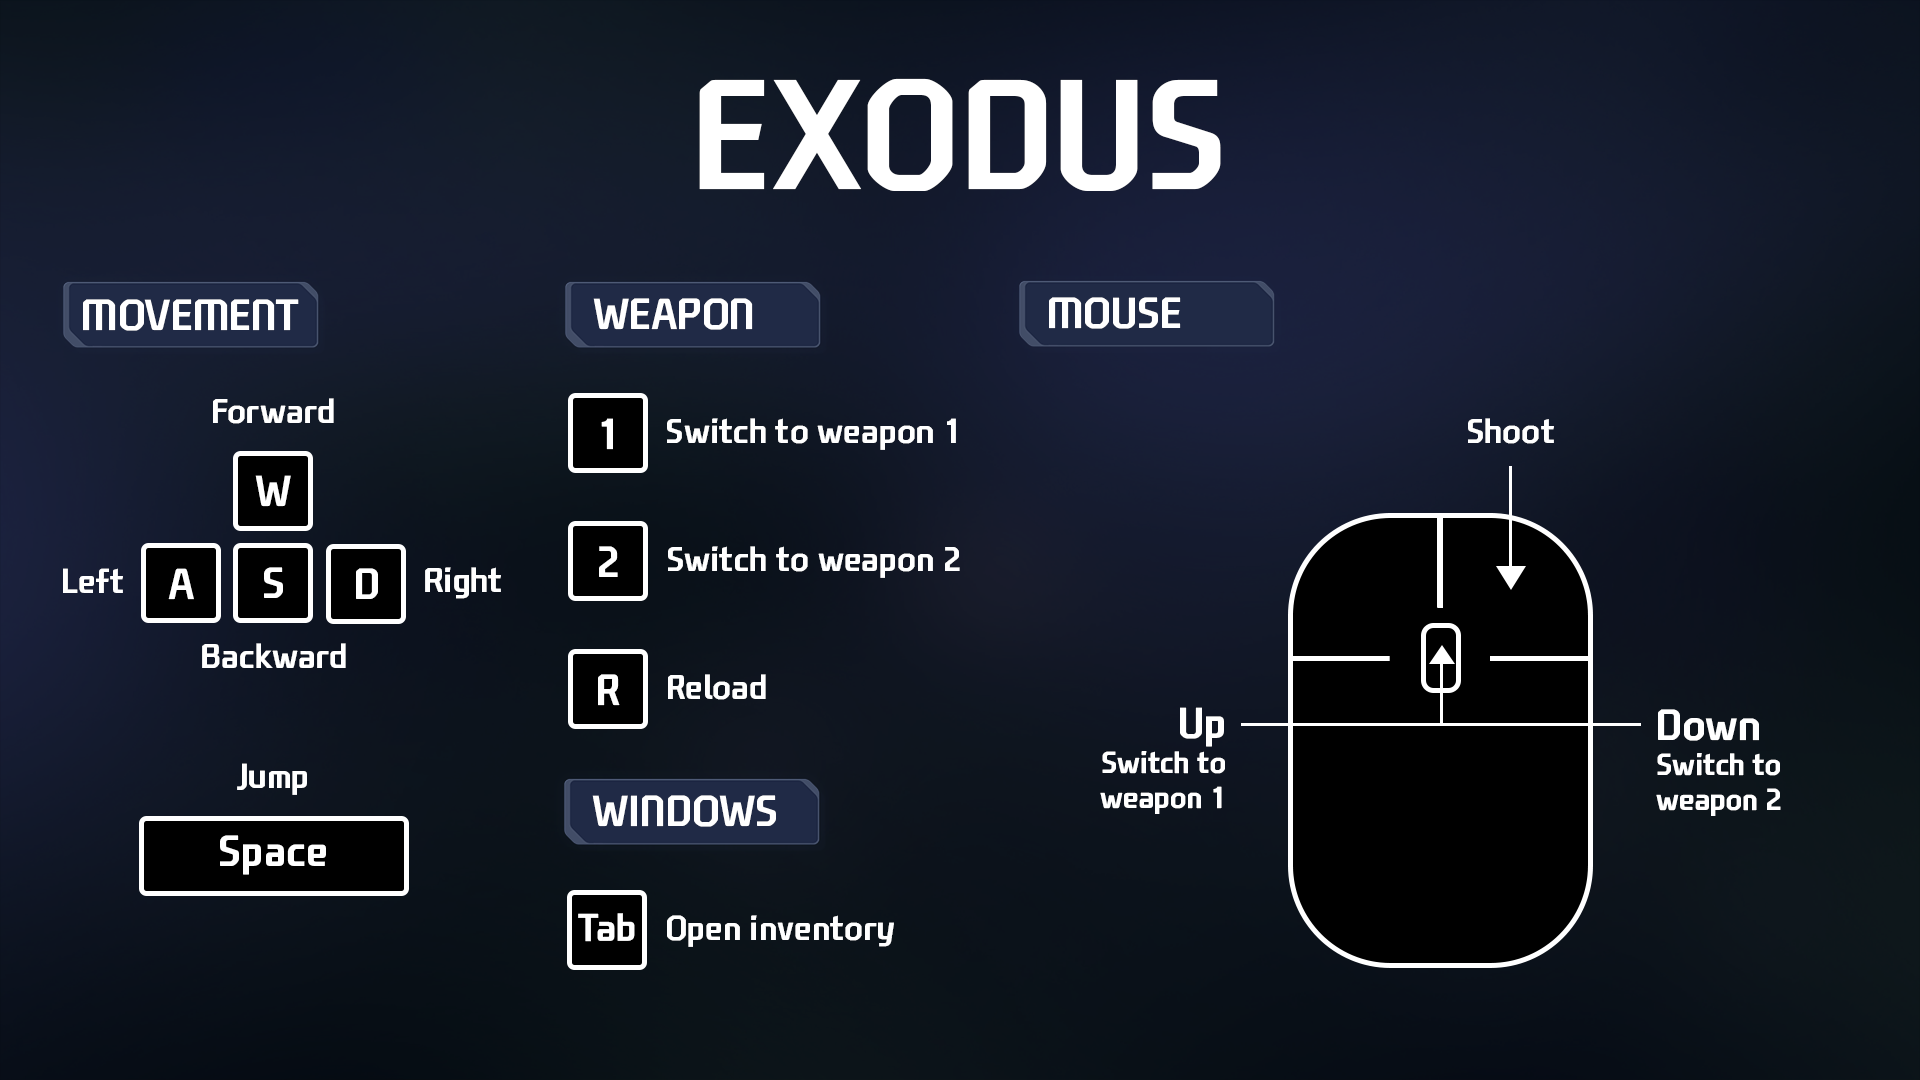 EXODUS
MOVEMENT
Forward
W
Left
A
S
D
Right
Backward
Jump
Space
WEAPON
1
Switch to weapon 1
2
Switch to weapon 2
R
Reload
WINDOWS
Tab
Open inventory
MOUSE
Shoot
Up
Switch to
weapon 1
Down
Switch to
weapon 2